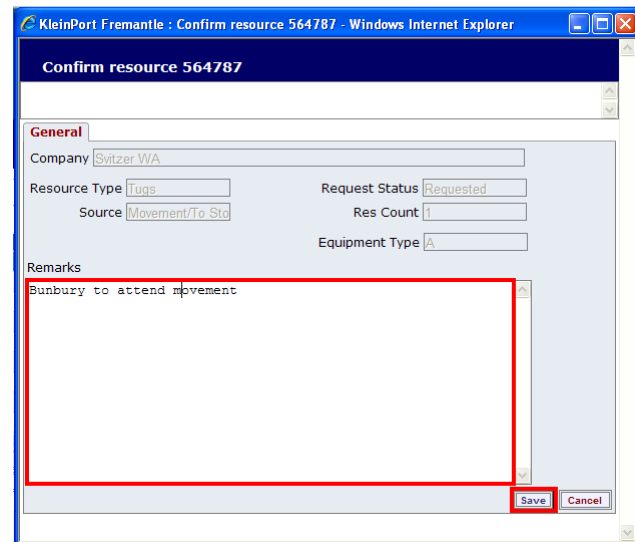 KleinPort Fremantle : Confirm resource 564787 - Windows Internet Explorer
Confirm resource 564787
General
Company Svitzer WA
Resource Type Tugs Request Status Requested
Source Movement/To Sto Res Count 1
Equipment Type A
Remarks
Bunbury to attend movement
Save Cancel